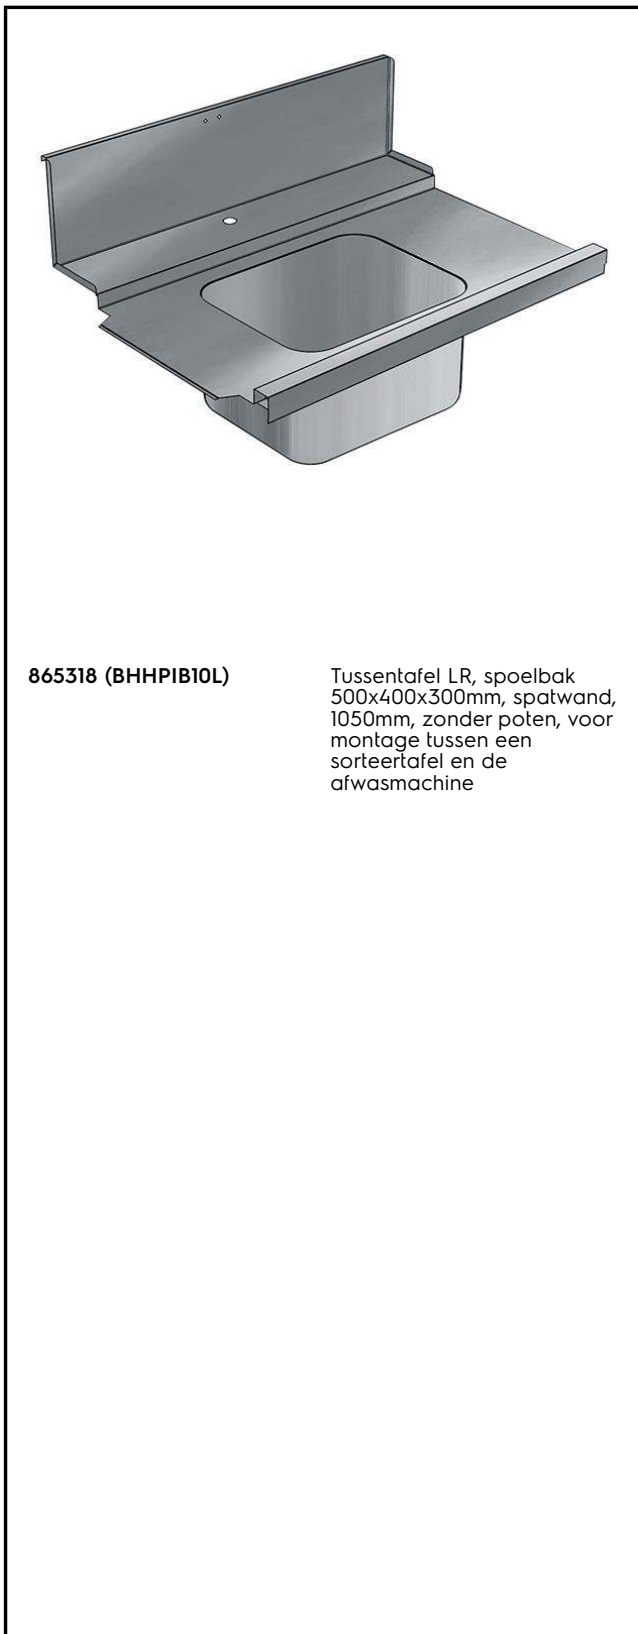 865318 (BHHPIB10L)
Tussentafel LR, spoelbak
500x400x300mm, spatwand,
1050mm, zonder poten, voor
montage tussen een
sorteertafel en de
afwasmachine